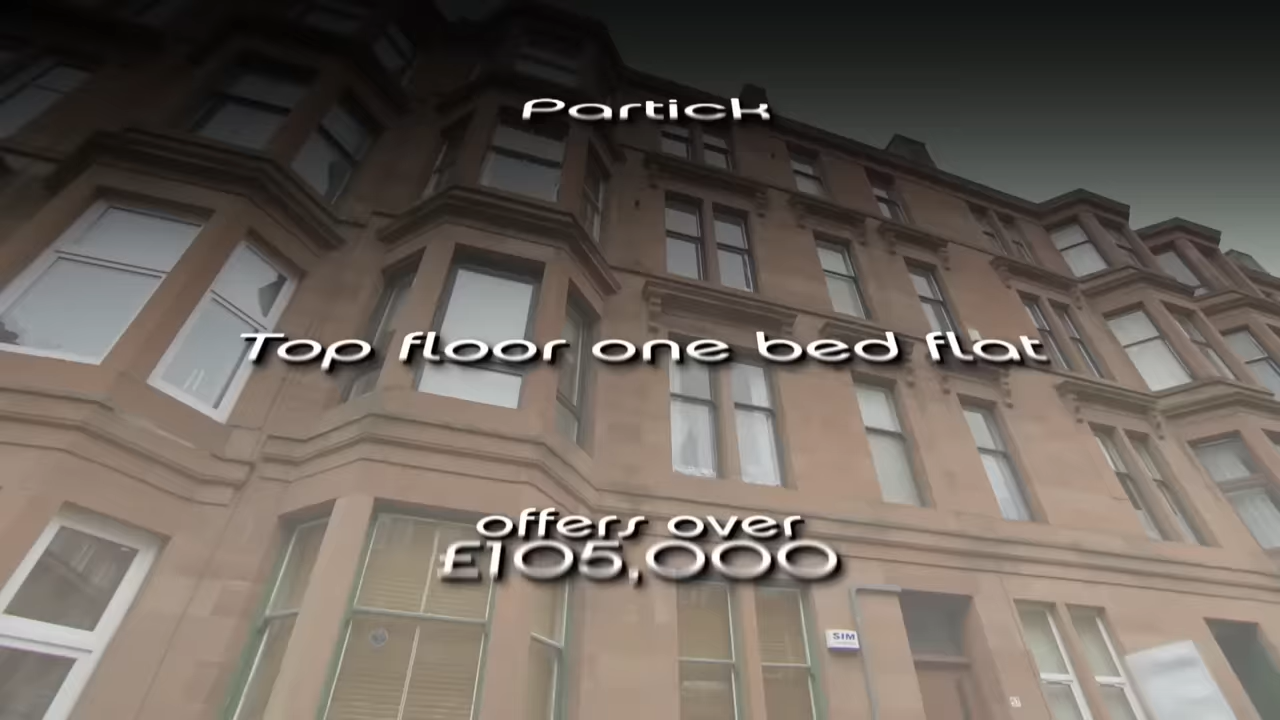 Partick
Top floor one bed flat
offers over
£105,000
SIM